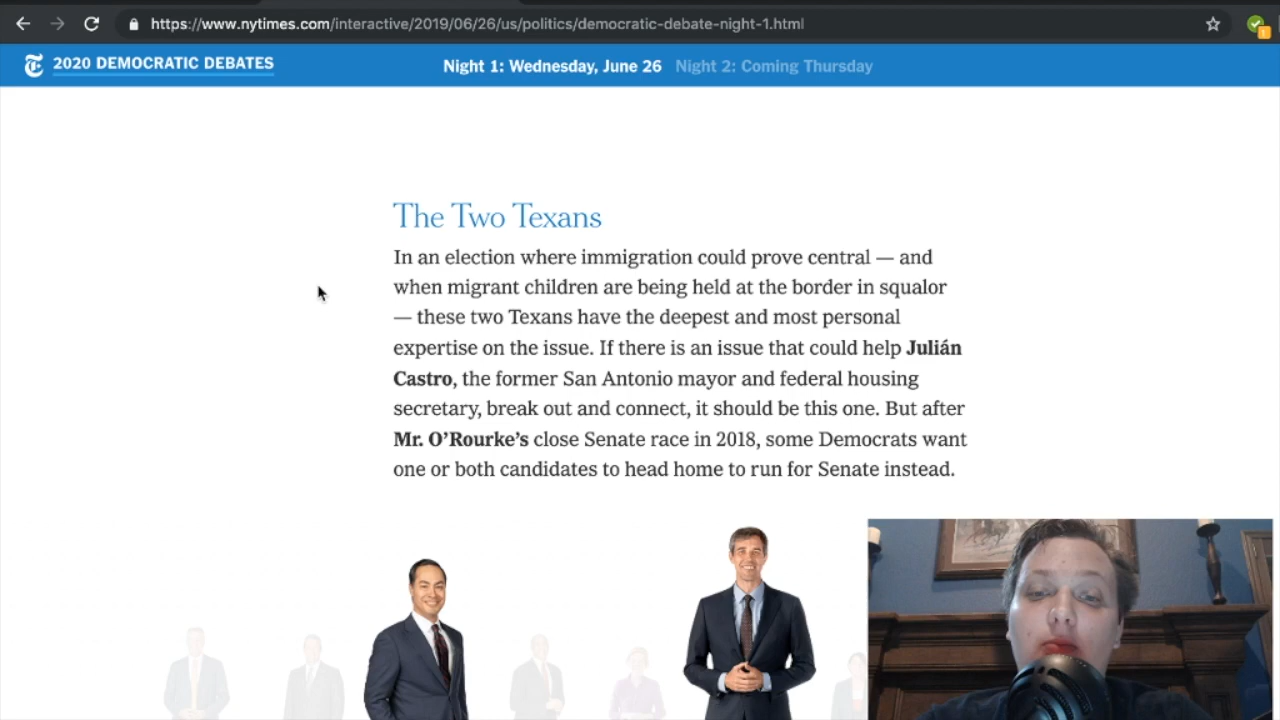 https://www.nytimes.com/interactive/2019/06/26/us/politics/democratic-debate-night-1.html
2020 DEMOCRATIC DEBATES
Night 1: Wednesday, June 26
Night 2: Coming Thursday
The Two Texans
In an election where immigration could prove central — and
when migrant children are being held at the border in squalor
— these two Texans have the deepest and most personal
expertise on the issue. If there is an issue that could help Julián
Castro, the former San Antonio mayor and federal housing
secretary, break out and connect, it should be this one. But after
Mr. O’Rourke’s close Senate race in 2018, some Democrats want
one or both candidates to head home to run for Senate instead.